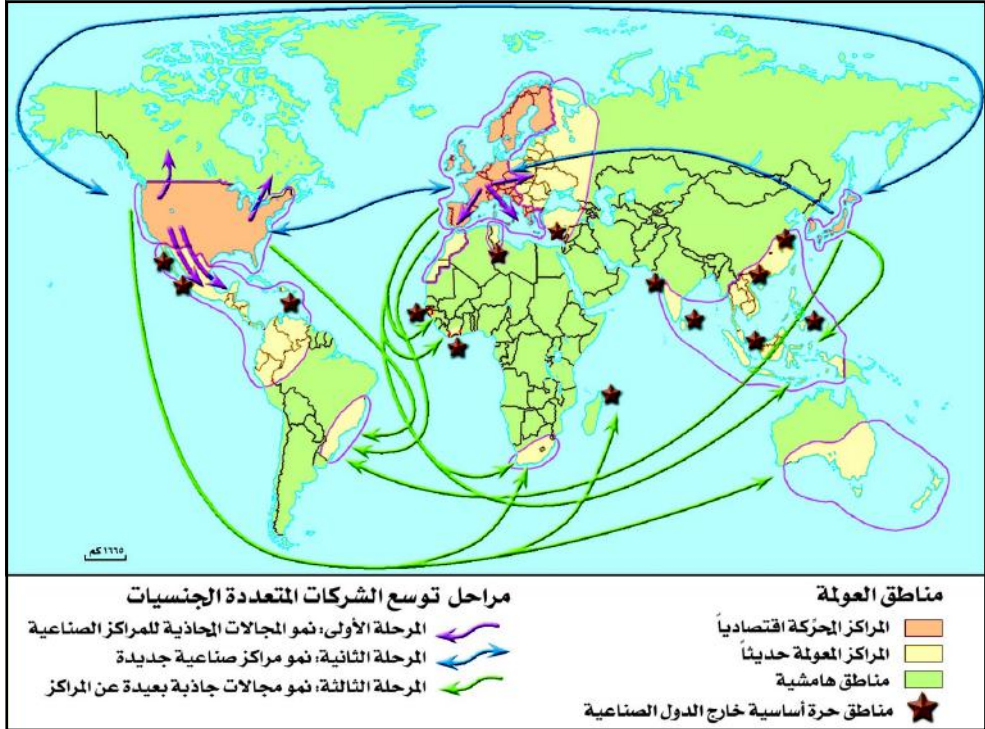 ١٦٦٥ كم
مناطق العولمة
المراكز المحرّكة اقتصادياً
المراكز المعولمة حديثاً
مناطق هامشية
مناطق حرة أساسية خارج الدول الصناعية
مراحل توسع الشركات المتعددة الجنسيات
المرحلة الأولى: نمو المجالات المحاذية للمراكز الصناعية
المرحلة الثانية: نمو مراكز صناعية جديدة
المرحلة الثالثة: نمو مجالات جاذبة بعيدة عن المراكز